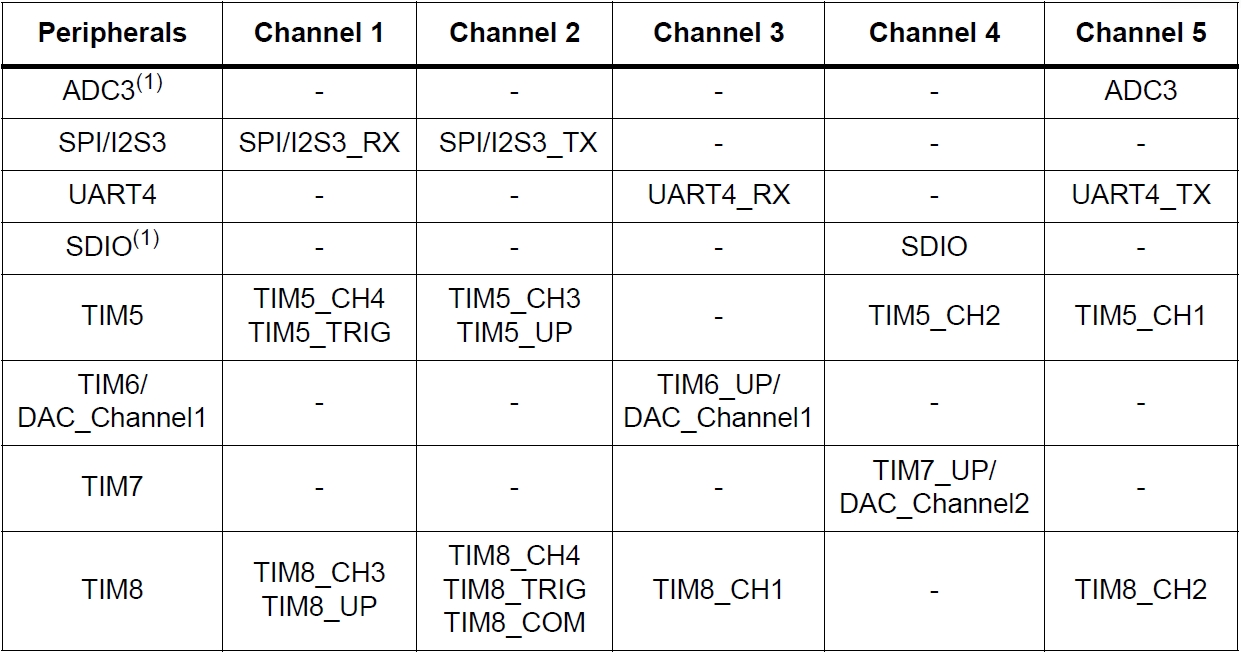 Peripherals Channel 1 Channel 2 Channel 3 Channel 4 Channel 5
ADC3(1) - - - - ADC3
SPI/I2S3 SPI/I2S3_RX SPI/I2S3_TX - - -
UART4 - - UART4_RX - UART4_TX
SDIO(1) - - - SDIO -
TIM5 TIM5_CH4 TIM5_CH3 - TIM5_CH2 TIM5_CH1
TIM5_TRIG TIM5_UP
TIM6/ - - TIM6_UP/ - -
DAC_Channel1 DAC_Channel1
TIM7 - - - TIM7_UP/ -
DAC_Channel2
TIM8 TIM8_CH3 TIM8_CH4 TIM8_CH1 - TIM8_CH2
TIM8_UP TIM8_TRIG
TIM8_COM